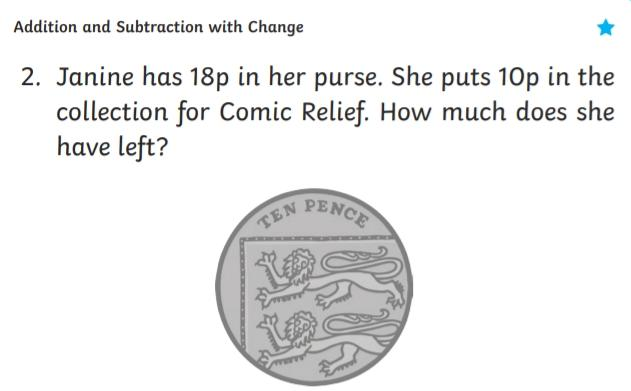 Addition and Subtraction with Change
2. Janine has 18p in her purse. She puts 10p in the
collection for Comic Relief. How much does she
have left?
TEN PENCE